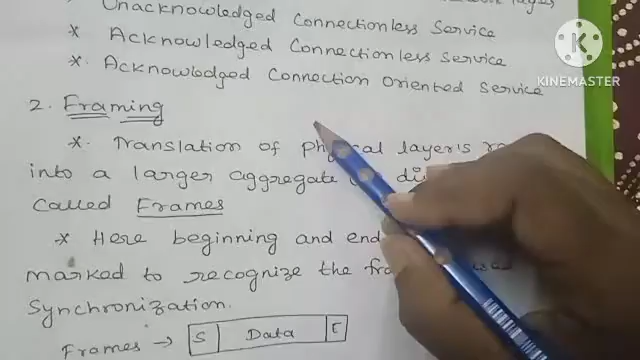 Unacknowledged Connectionless Service
* Acknowledged Connectionless service
*. Acknowledged Connection Oriented Service
KINEMASTER
2. Framing
*. Translation of physical layer's
into a larger aggregate
called Frames
* Here beginning and end
marked to recognize the
Synchronization.
Frames → S Data E